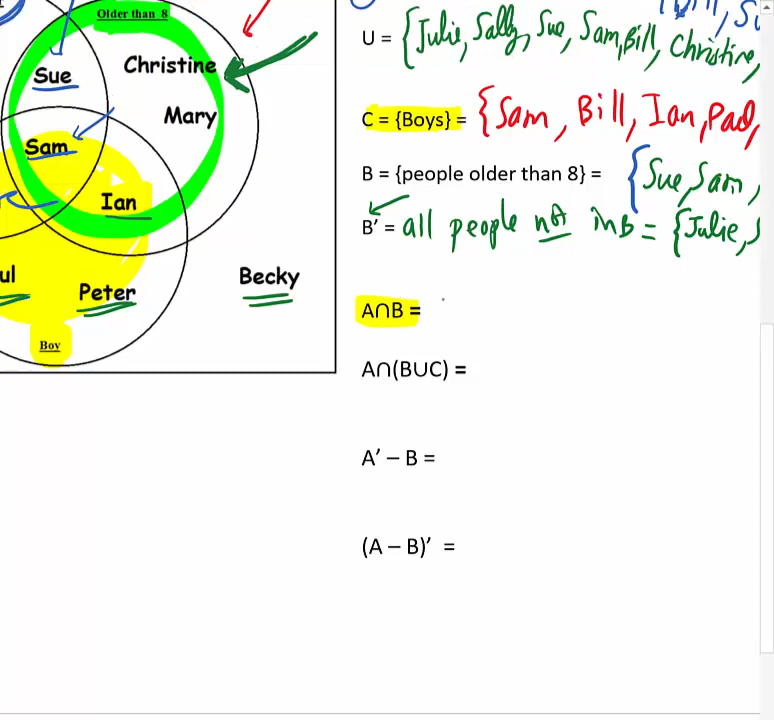 Older than 8
Sue
Christine
Mary
Sam
Ian
ul
Peter
Becky
Boy
U = {Julie, Sally, Sue, Sam, Bill, Christine,
C = {Boys} = {Sam, Bill, Ian, Paul,
B = {people older than 8} = {Sue, Sam,
B′ = all people not in B = {Julie, S
A∩B =
A∩(BUC) =
A′ – B =
(A – B)′ =